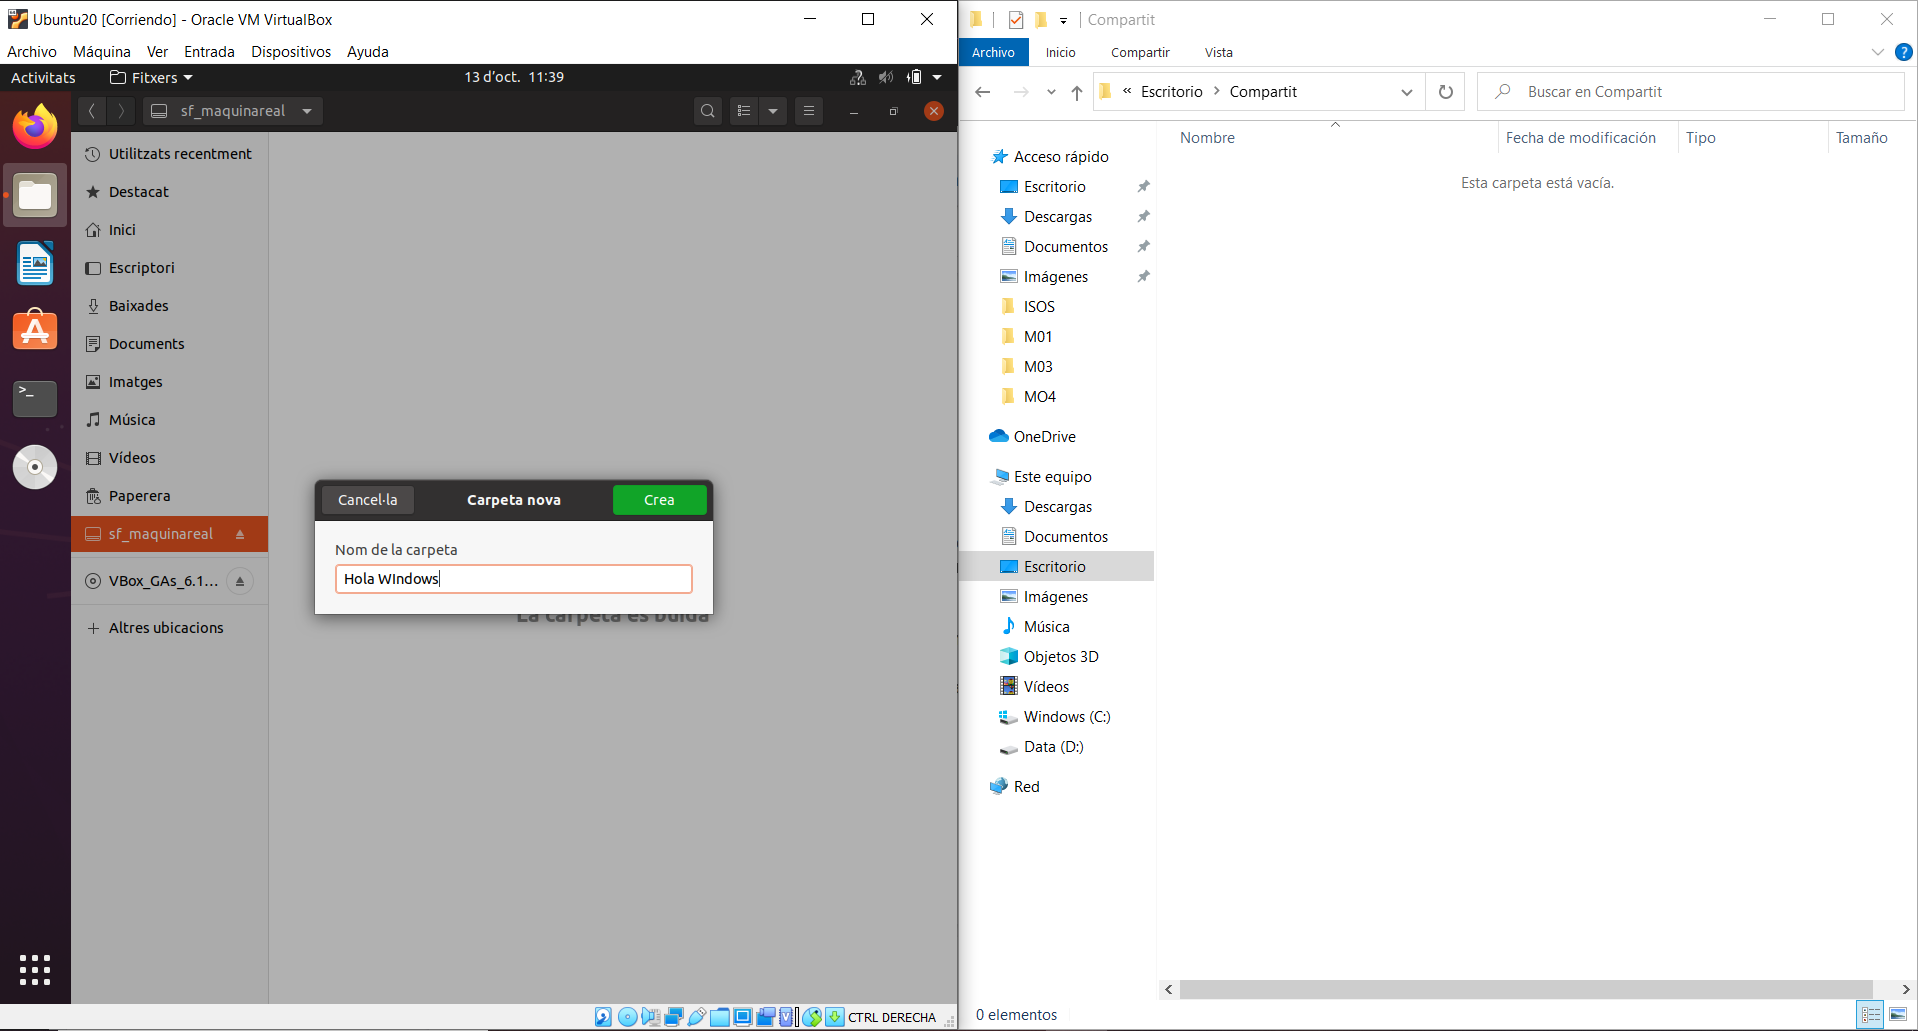 Ubuntu20 [Corriendo] - Oracle VM VirtualBox
Archivo Máquina Ver Entrada Dispositivos Ayuda
Activitats Fitxers 13 d'oct. 11:39
sf_maquinareal
Utilitzats recentment
Destacat
Inici
Escriptori
Baixades
Documents
Imatges
Música
Vídeos
Paperera
sf_maquinareal
VBox_GAs_6.1...
Altres ubicacions
Cancel·la Carpeta nova Crea
Nom de la carpeta
Hola WIndows
La carpeta és buida
CTRL DERECHA
Compartit
Archivo Inicio Compartir Vista
« Escritorio > Compartit
Buscar en Compartit
Nombre Fecha de modificación Tipo Tamaño
Esta carpeta está vacía.
Acceso rápido
Escritorio
Descargas
Documentos
Imágenes
ISOS
M01
M03
MO4
OneDrive
Este equipo
Descargas
Documentos
Escritorio
Imágenes
Música
Objetos 3D
Vídeos
Windows (C:)
Data (D:)
Red
0 elementos